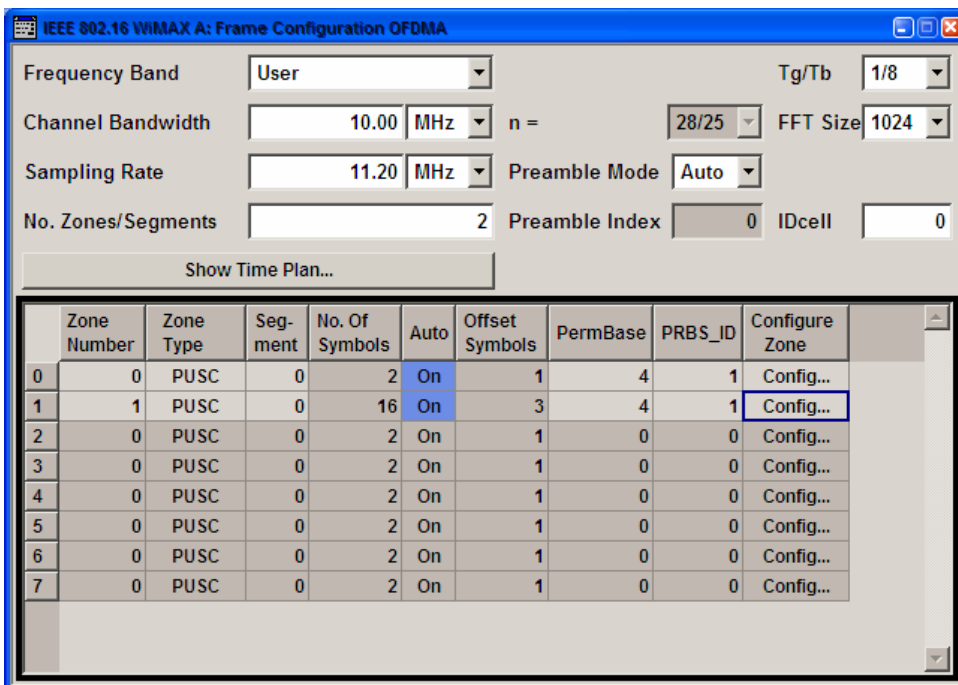 IEEE 802.16 WiMAX A: Frame Configuration OFDMA
Frequency Band User Tg/Tb 1/8
Channel Bandwidth 10.00 MHz n = 28/25 FFT Size 1024
Sampling Rate 11.20 MHz Preamble Mode Auto
No. Zones/Segments 2 Preamble Index 0 IDcell 0
Show Time Plan...
Zone Number Zone Type Seg-ment No. Of Symbols Auto Offset Symbols PermBase PRBS_ID Configure Zone
0 0 PUSC 0 2 On 1 4 1 Config...
1 1 PUSC 0 16 On 3 4 1 Config...
2 0 PUSC 0 2 On 1 0 0 Config...
3 0 PUSC 0 2 On 1 0 0 Config...
4 0 PUSC 0 2 On 1 0 0 Config...
5 0 PUSC 0 2 On 1 0 0 Config...
6 0 PUSC 0 2 On 1 0 0 Config...
7 0 PUSC 0 2 On 1 0 0 Config...